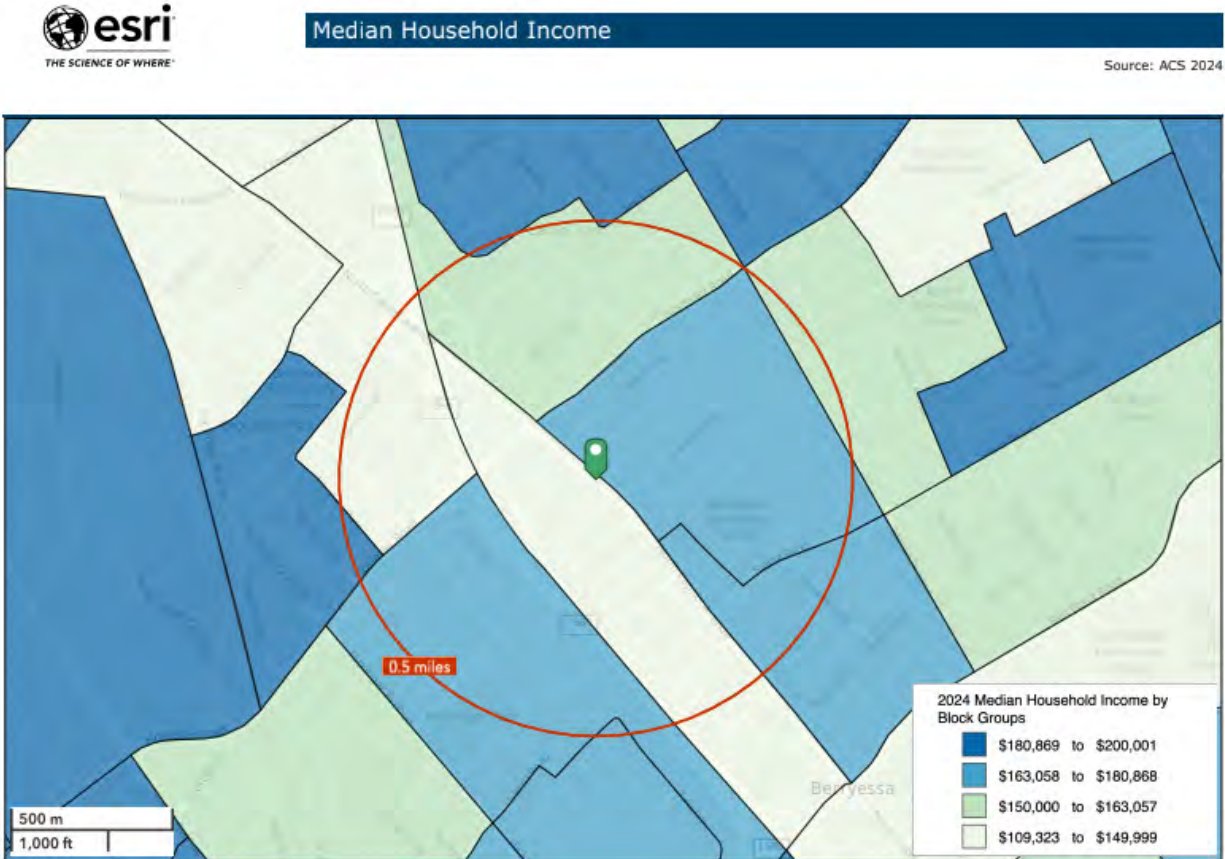 esri
THE SCIENCE OF WHERE
Median Household Income
Source: ACS 2024
0.5 miles
Berryessa
2024 Median Household Income by
Block Groups
$180,869 to $200,001
$163,058 to $180,868
$150,000 to $163,057
$109,323 to $149,999
500 m
1,000 ft